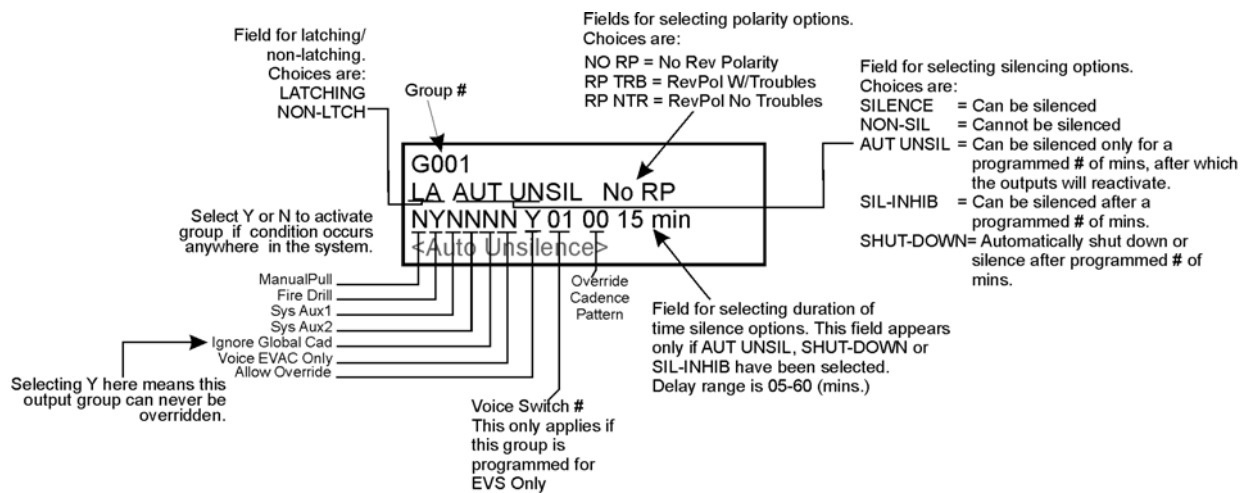 Field for latching/
non-latching.
Choices are:
LATCHING
NON-LTCH
Group #
Fields for selecting polarity options.
Choices are:
NO RP = No Rev Polarity
RP TRB = RevPol W/Troubles
RP NTR = RevPol No Troubles
Field for selecting silencing options.
Choices are:
SILENCE = Can be silenced
NON-SIL = Cannot be silenced
AUT UNSIL = Can be silenced only for a
programmed # of mins, after which
the outputs will reactivate.
SIL-INHIB = Can be silenced after a
programmed # of mins.
SHUT-DOWN= Automatically shut down or
silence after programmed # of
mins.
G001
LA AUT UNSIL No RP
NYNNNN Y 01 00 15 min
<Auto Unsilence>
Select Y or N to activate
group if condition occurs
anywhere in the system.
ManualPull
Fire Drill
Sys Aux1
Sys Aux2
Ignore Global Cad
Voice EVAC Only
Allow Override
Selecting Y here means this
output group can never be
overridden.
Override
Cadence
Pattern
Voice Switch #
This only applies if
this group is
programmed for
EVS Only
Field for selecting duration of
time silence options. This field appears
only if AUT UNSIL, SHUT-DOWN or
SIL-INHIB have been selected.
Delay range is 05-60 (mins.)